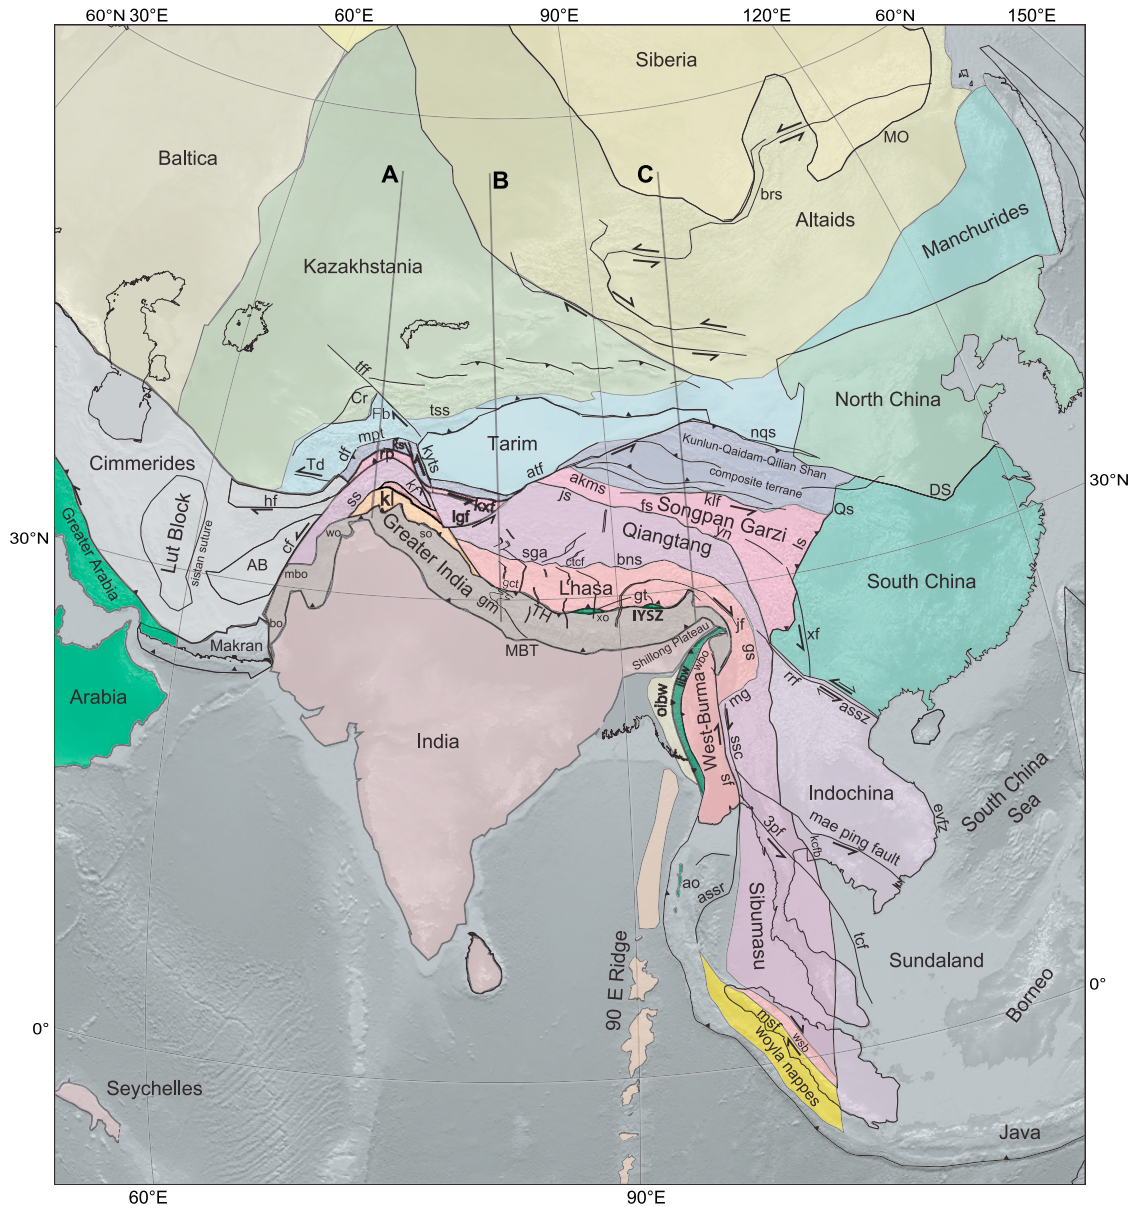 60°N 30°E
60°E
90°E
120°E
60°N
150°E
Siberia
Baltica
MO
A
B
C
brs
Altaids
Manchurides
Kazakhstania
tff
Cr
Fb
tss
North China
mpt
nqs
Tarim
Kunlun-Qaidam-Qilian Shan
composite terrane
df
ks
rp
kyts
Cimmerides
Td
atf
30°N
akms
DS
hf
kf
kxf
js
klf
Qs
ss
kl
lgf
fs
Songpan Garzi
yn
Lut Block
sistan suture
Greater Arabia
30°N
cf
wo
so
Greater India
Qiangtang
ls
sga
ctcf
bns
AB
mbo
gct
Lhasa
South China
gm
TH
xo
gt
IYSZ
bo
jf
xf
Makran
MBT
Shillong Plateau
gs
wbo
rrf
assz
Arabia
oibw
iibw
West-Burma
mg
India
ssc
South China
Sea
sf
Indochina
evfz
mae ping fault
3pf
kcfb
ao
assr
Sibumasu
tcf
90 E Ridge
Sundaland
Borneo
0°
0°
msf
wsb
woyla nappes
Seychelles
Java
60°E
90°E